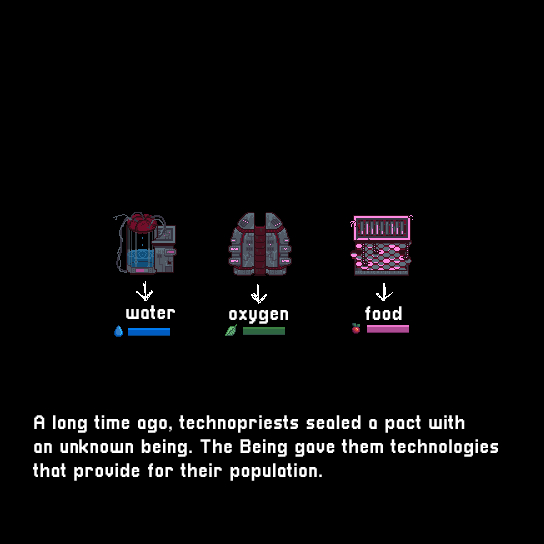 water
oxygen
food
A long time ago, technopriests sealed a pact with
an unknown being. The Being gave them technologies
that provide for their population.